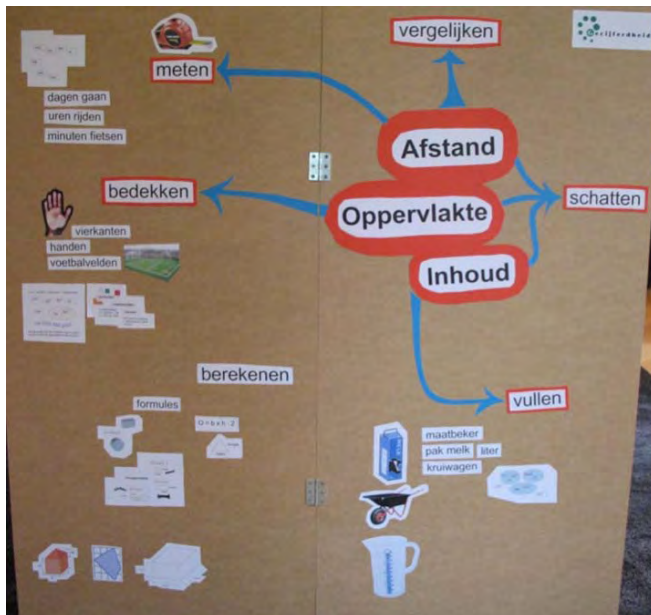 vergelijken
meten
dagen gaan
uren rijden
minuten fietsen
Afstand
bedekken
Oppervlakte
schatten
vierkanten
handen
voetbalvelden
Inhoud
berekenen
formules
vullen
maatbeker
pak melk
liter
kruiwagen